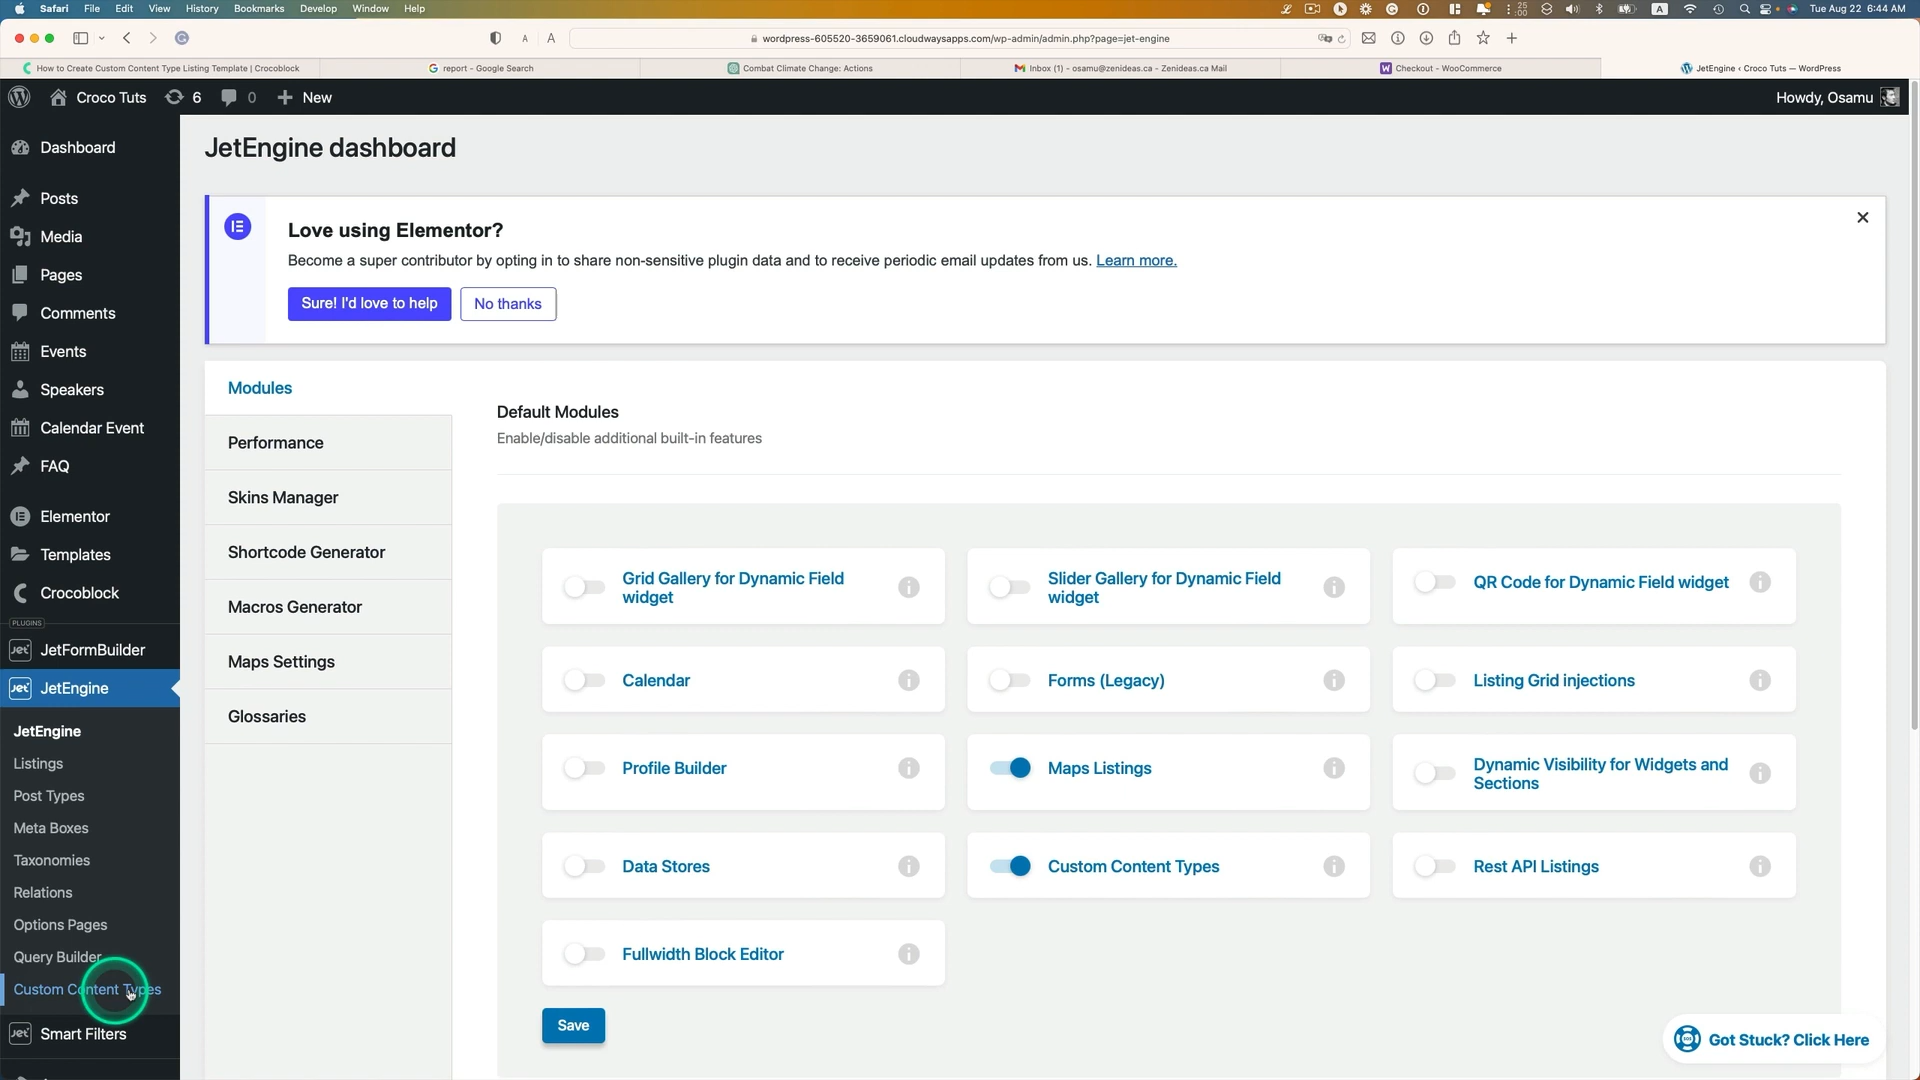 Safari File Edit View History Bookmarks Develop Window Help
25
:00
A
Tue Aug 22 6:44 AM
A A
wordpress-605520-3659061.cloudwaysapps.com/wp-admin/admin.php?page=jet-engine
How to Create Custom Content Type Listing Template | Crocoblock
report - Google Search
Combat Climate Change: Actions
Inbox (1) - osamu@zenideas.ca - Zenideas.ca Mail
Checkout - WooCommerce
JetEngine ‹ Croco Tuts — WordPress
Croco Tuts 6 0 New
Howdy, Osamu
Dashboard
Posts
Media
Pages
Comments
Events
Speakers
Calendar Event
FAQ
Elementor
Templates
Crocoblock
PLUGINS
Jet JetFormBuilder
Jet JetEngine
JetEngine
Listings
Post Types
Meta Boxes
Taxonomies
Relations
Options Pages
Query Builder
Custom Content Types
Jet Smart Filters
JetEngine dashboard
Love using Elementor?
Become a super contributor by opting in to share non-sensitive plugin data and to receive periodic email updates from us. Learn more.
Sure! I'd love to help
No thanks
Modules
Performance
Skins Manager
Shortcode Generator
Macros Generator
Maps Settings
Glossaries
Default Modules
Enable/disable additional built-in features
Grid Gallery for Dynamic Field
widget
Slider Gallery for Dynamic Field
widget
QR Code for Dynamic Field widget
Calendar
Forms (Legacy)
Listing Grid injections
Profile Builder
Maps Listings
Dynamic Visibility for Widgets and
Sections
Data Stores
Custom Content Types
Rest API Listings
Fullwidth Block Editor
Save
Got Stuck? Click Here